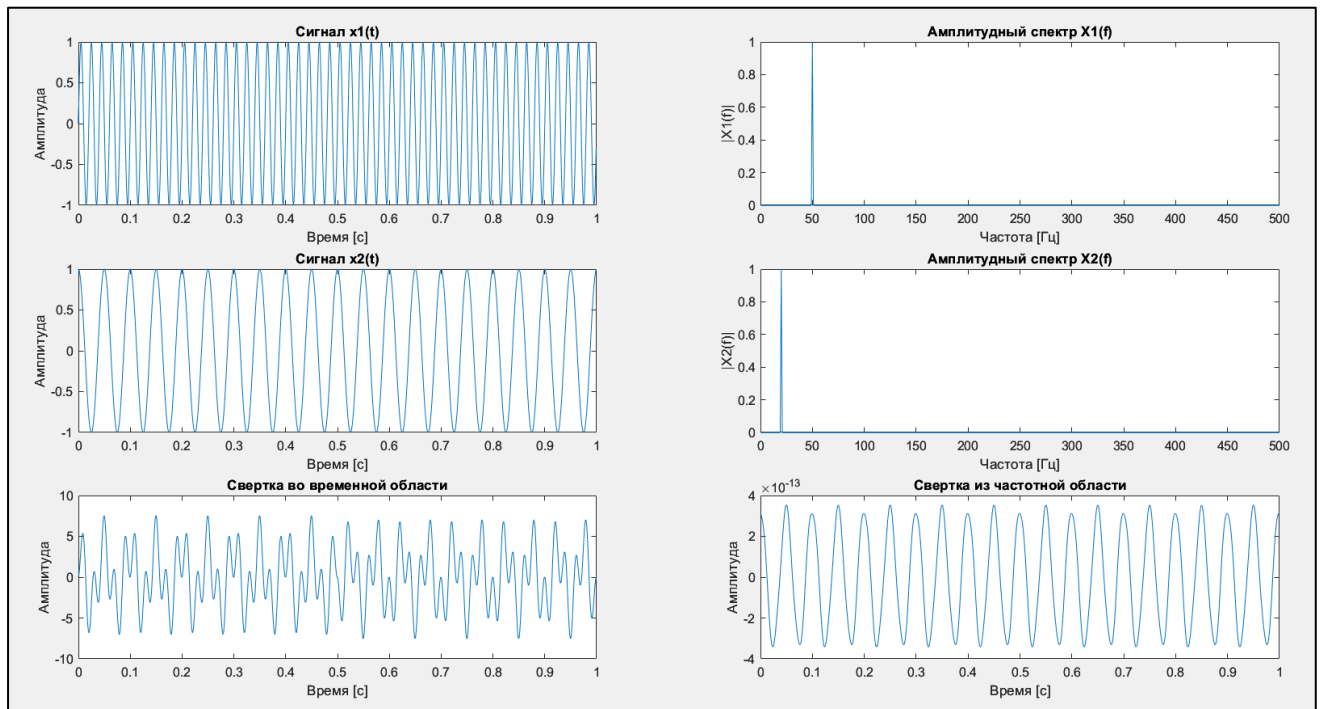 Сигнал x1(t)
Амплитуда
1
0.5
0
-0.5
-1
0 0.1 0.2 0.3 0.4 0.5 0.6 0.7 0.8 0.9 1
Время [с]
Амплитудный спектр X1(f)
|X1(f)|
1
0.8
0.6
0.4
0.2
0
0 50 100 150 200 250 300 350 400 450 500
Частота [Гц]
Сигнал x2(t)
Амплитуда
1
0.5
0
-0.5
-1
0 0.1 0.2 0.3 0.4 0.5 0.6 0.7 0.8 0.9 1
Время [с]
Амплитудный спектр X2(f)
|X2(f)|
1
0.8
0.6
0.4
0.2
0
0 50 100 150 200 250 300 350 400 450 500
Частота [Гц]
Свертка во временной области
Амплитуда
10
5
0
-5
-10
0 0.1 0.2 0.3 0.4 0.5 0.6 0.7 0.8 0.9 1
Время [с]
×10-13
Свертка из частотной области
Амплитуда
4
2
0
-2
-4
0 0.1 0.2 0.3 0.4 0.5 0.6 0.7 0.8 0.9 1
Время [с]